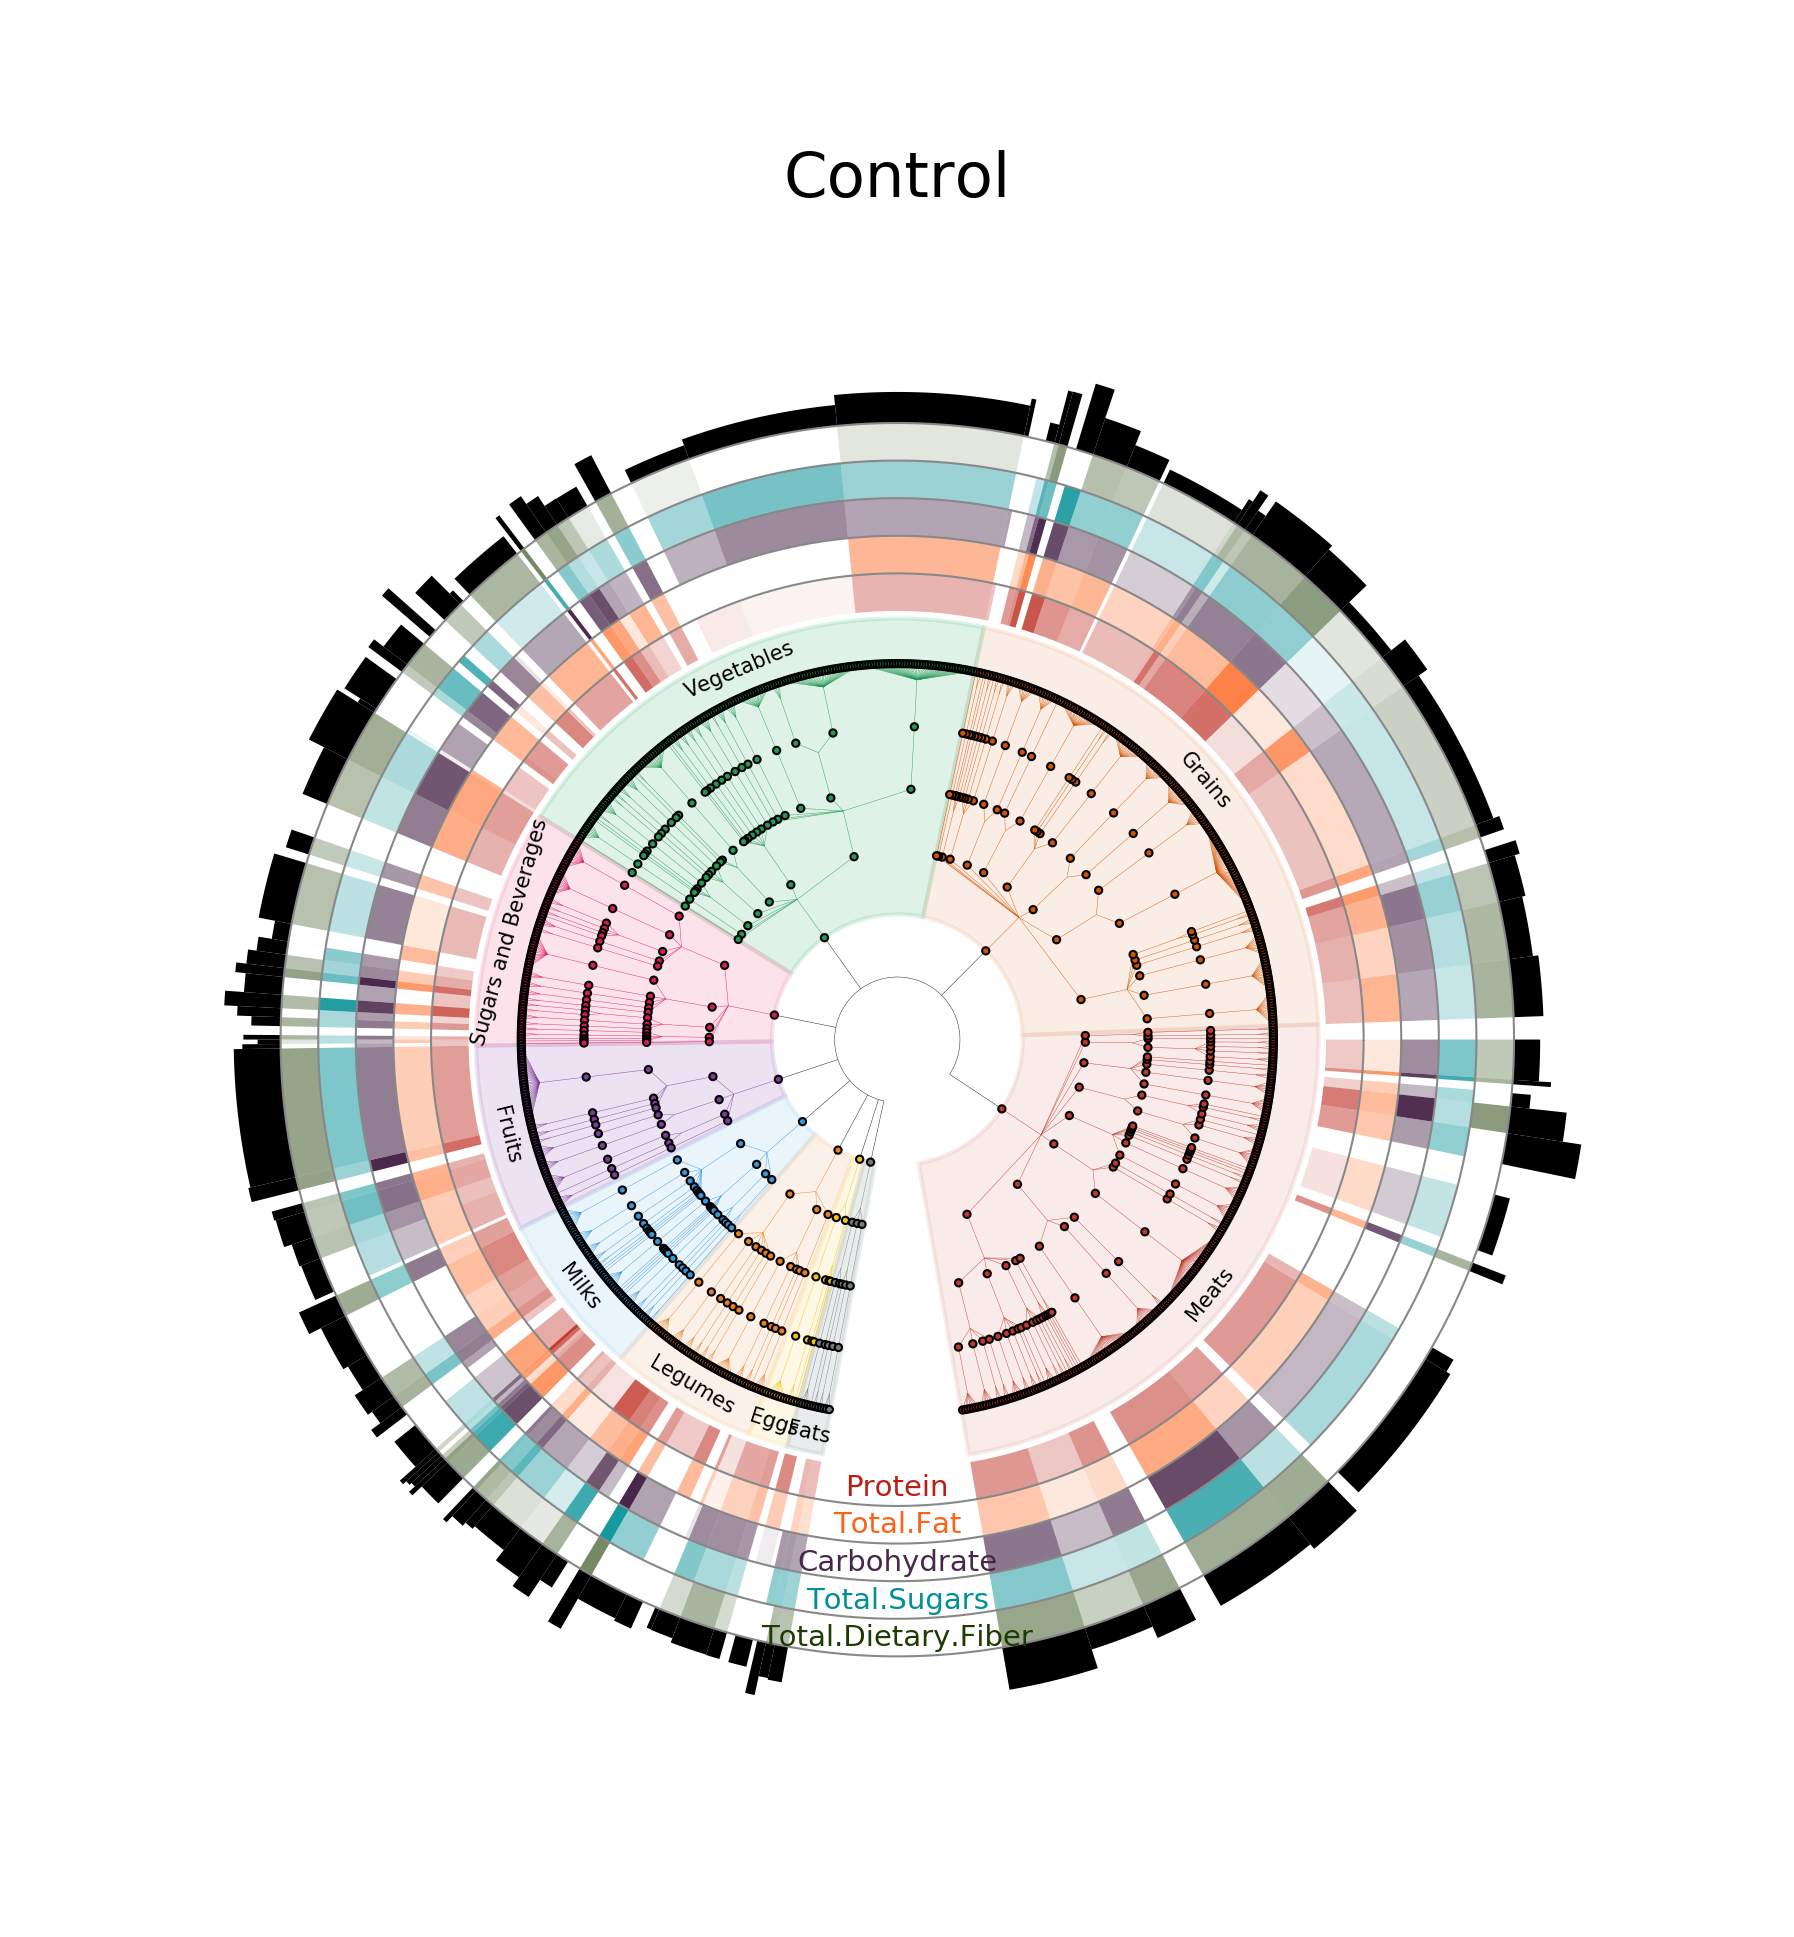 Control
Vegetables
Grains
Sugars and Beverages
Fruits
Milks
Meats
Legumes
Eggs
Fats
Protein
Total.Fat
Carbohydrate
Total.Sugars
Total.Dietary.Fiber